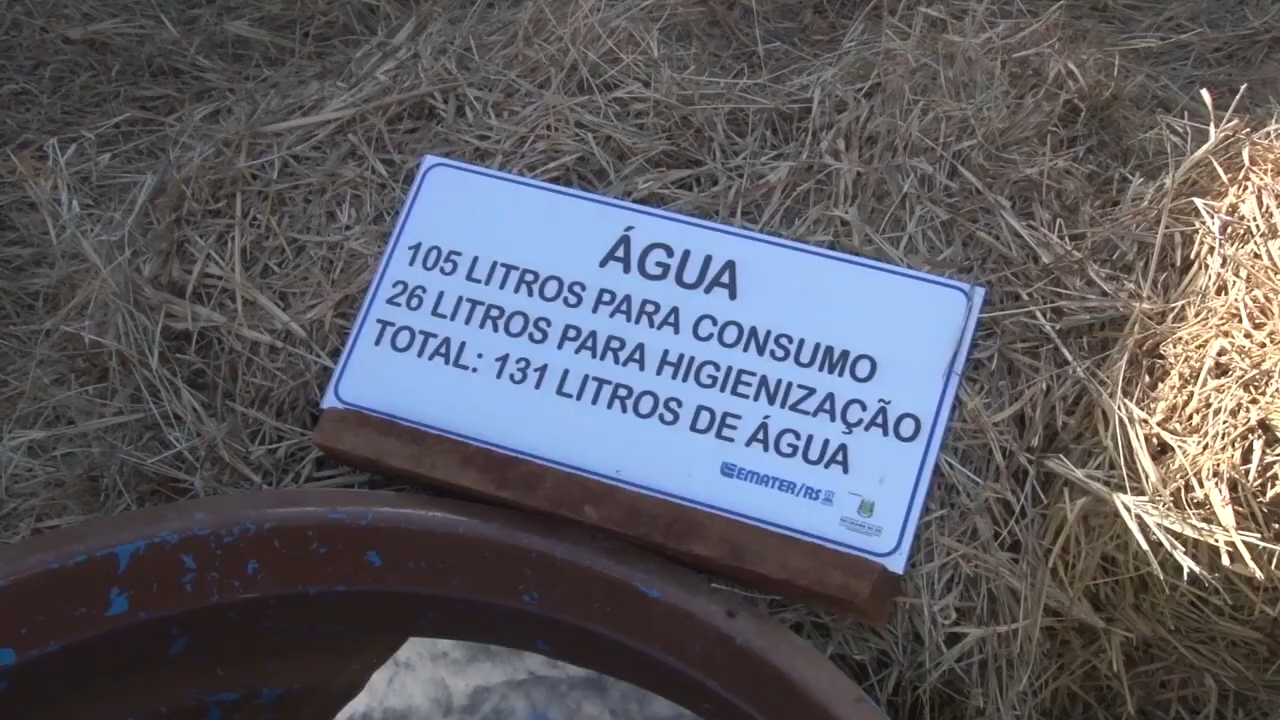 ÁGUA
105 LITROS PARA CONSUMO
26 LITROS PARA HIGIENIZAÇÃO
TOTAL: 131 LITROS DE ÁGUA
EMATER/RS